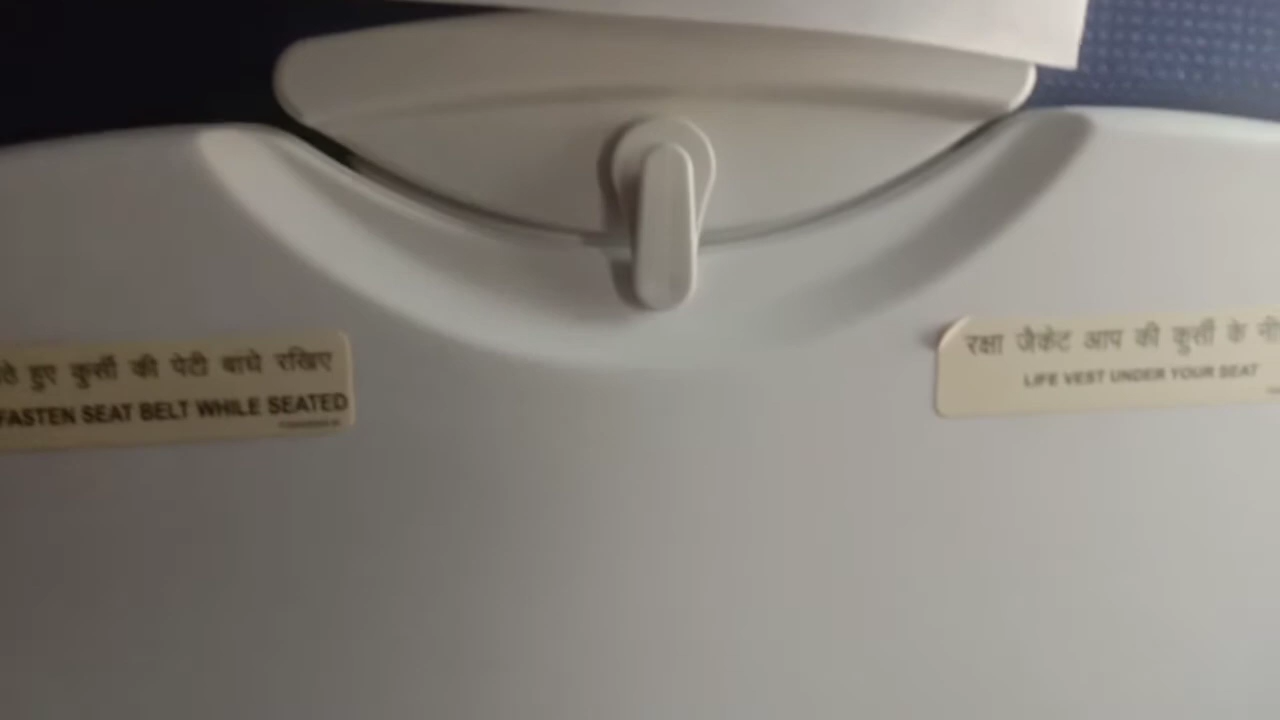 हुए कुर्सी की पेटी बाधे रखिए
FASTEN SEAT BELT WHILE SEATED
रक्षा जैकेट आप की कुर्सी के
LIFE VEST UNDER YOUR SEAT